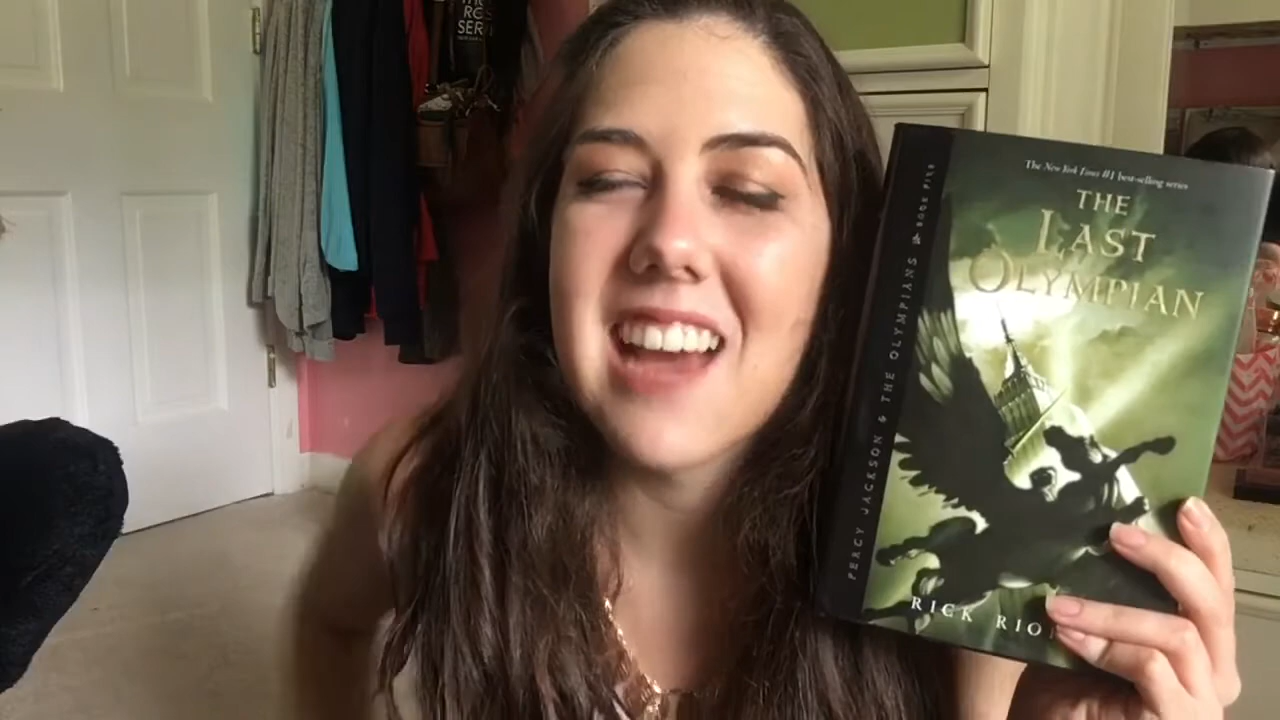 SERI
The New York Times #1 best-selling series
THE
LAST
OLYMPIAN
PERCY JACKSON & THE OLYMPIANS BOOK FIVE
RICK RIO